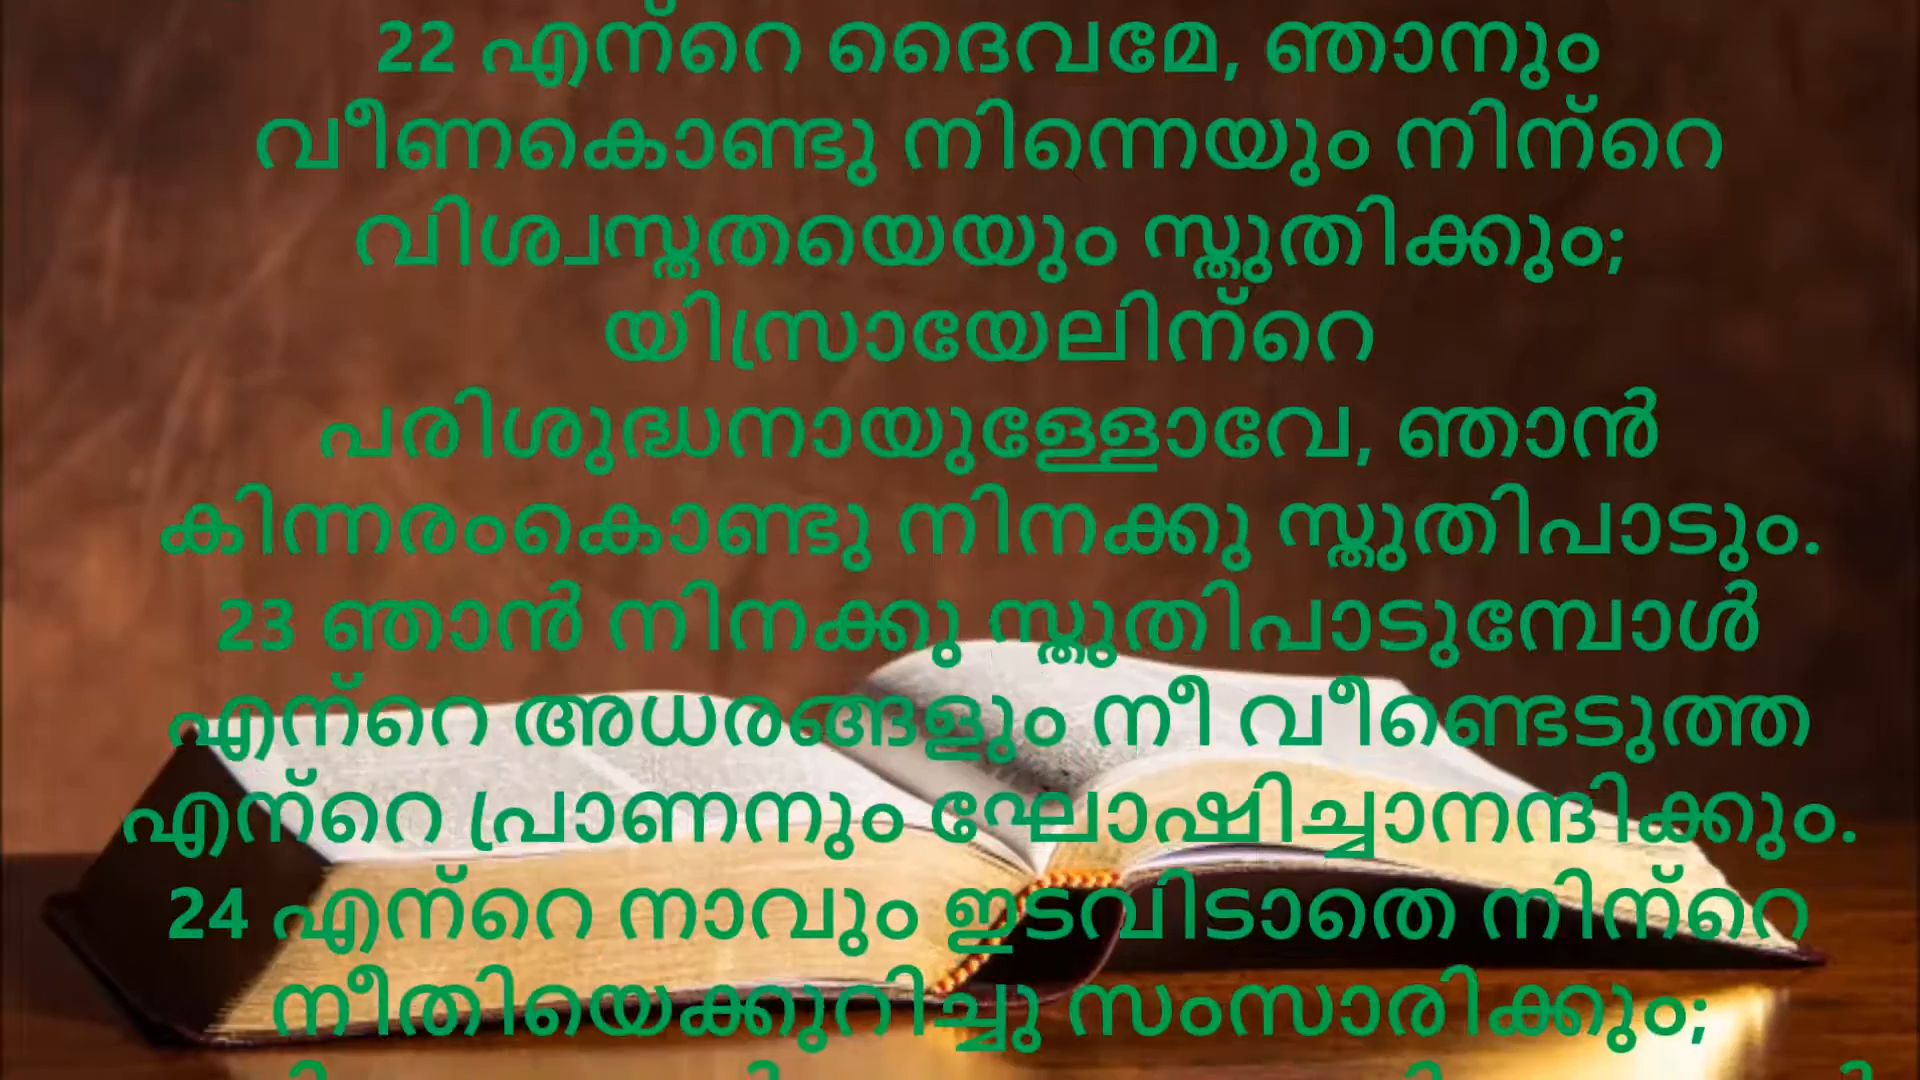 22 എന്റെ ദൈവമേ, ഞാനും
വീണകൊണ്ടു നിന്നെയും നിന്റെ
വിശ്വസ്തതയെയും സ്തുതിക്കും;
യിസ്രായേലിന്റെ
പരിശുദ്ധനായുള്ളോവേ, ഞാൻ
കിന്നരംകൊണ്ടു നിനക്കു സ്തുതിപാടും.
23 ഞാൻ നിനക്കു സ്തുതിപാടുമ്പോൾ
എന്റെ അധരങ്ങളും നീ വീണ്ടെടുത്ത
എന്റെ പ്രാണനും ഘോഷിച്ചാനന്ദിക്കും.
24 എന്റെ നാവും ഇടവിടാതെ നിന്റെ
നീതിയെക്കുറിച്ചു സംസാരിക്കും;